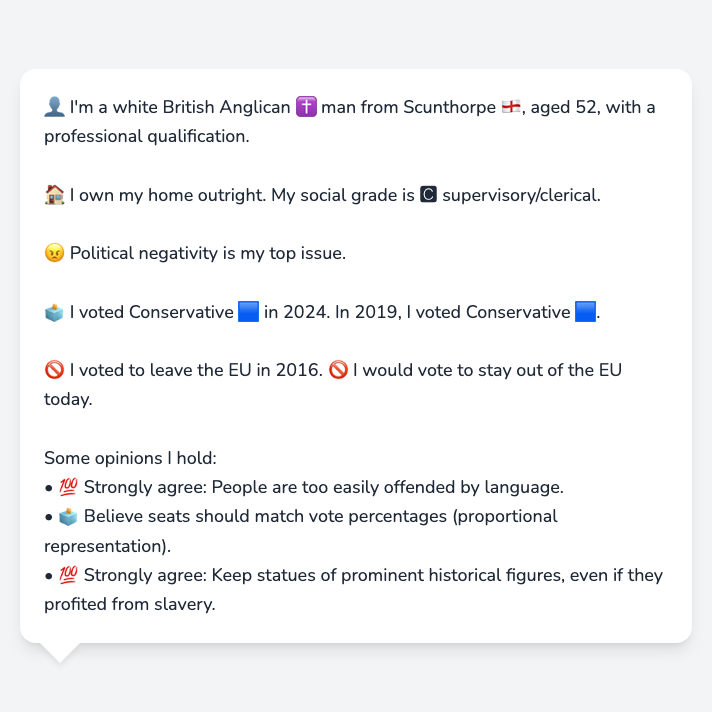 👤 I'm a white British Anglican ✝️ man from Scunthorpe 🏴󠁧󠁢󠁥󠁮󠁧󠁿, aged 52, with a
professional qualification.
🏠 I own my home outright. My social grade is 🅲 supervisory/clerical.
😠 Political negativity is my top issue.
🗳️ I voted Conservative 🟦 in 2024. In 2019, I voted Conservative 🟦.
🚫 I voted to leave the EU in 2016. 🚫 I would vote to stay out of the EU
today.
Some opinions I hold:
• 💯 Strongly agree: People are too easily offended by language.
• 🗳️ Believe seats should match vote percentages (proportional
representation).
• 💯 Strongly agree: Keep statues of prominent historical figures, even if they
profited from slavery.